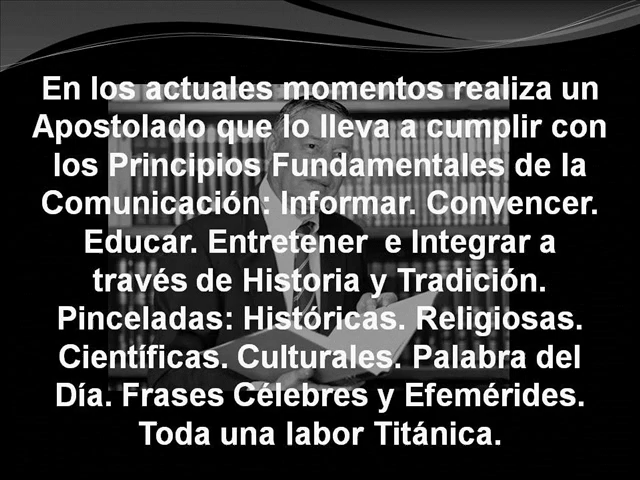 En los actuales momentos realiza un
Apostolado que lo lleva a cumplir con
los Principios Fundamentales de la
Comunicación: Informar. Convencer.
Educar. Entretener  e Integrar a
través de Historia y Tradición.
Pinceladas: Históricas. Religiosas.
Científicas. Culturales. Palabra del
Día. Frases Célebres y Efemérides.
Toda una labor Titánica.